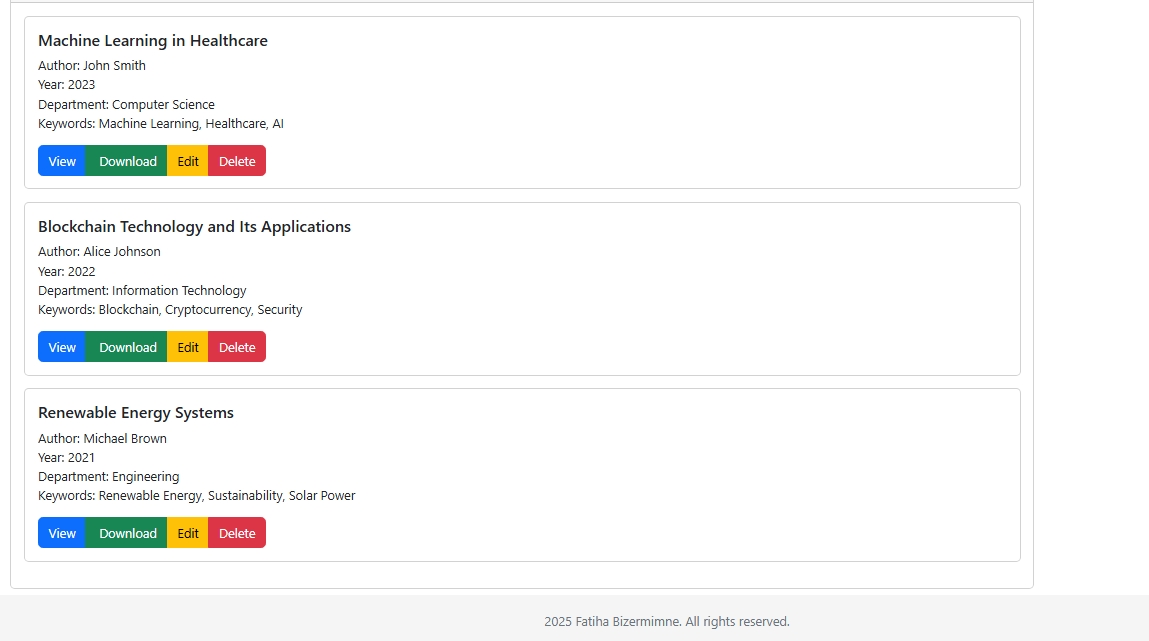 Machine Learning in Healthcare
Author: John Smith
Year: 2023
Department: Computer Science
Keywords: Machine Learning, Healthcare, AI
View Download Edit Delete
Blockchain Technology and Its Applications
Author: Alice Johnson
Year: 2022
Department: Information Technology
Keywords: Blockchain, Cryptocurrency, Security
View Download Edit Delete
Renewable Energy Systems
Author: Michael Brown
Year: 2021
Department: Engineering
Keywords: Renewable Energy, Sustainability, Solar Power
View Download Edit Delete
2025 Fatiha Bizermimne. All rights reserved.